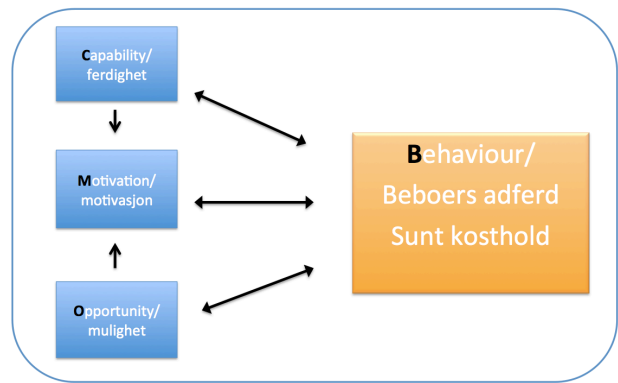 Capability/
ferdighet
Motivation/
motivasjon
Opportunity/
mulighet
Behaviour/
Beboers adferd
Sunt kosthold